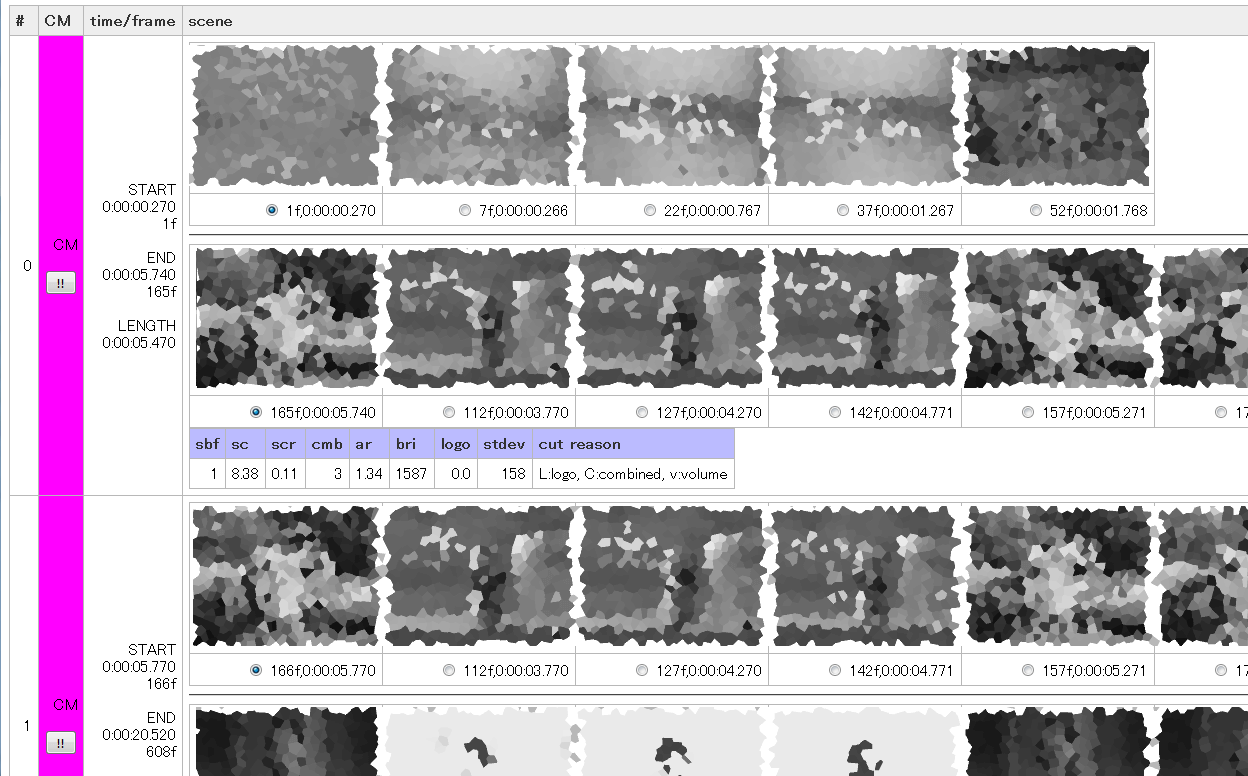 # CM time/frame scene
0
CM
!!
START
0:00:00.270
1f
END
0:00:05.740
165f
LENGTH
0:00:05.470
1f,0:00:00.270 7f,0:00:00.266 22f,0:00:00.767 37f,0:00:01.267 52f,0:00:01.768
165f,0:00:05.740 112f,0:00:03.770 127f,0:00:04.270 142f,0:00:04.771 157f,0:00:05.271 17
sbf sc scr cmb ar bri logo stdev cut reason
1 8.38 0.11 3 1.34 1587 0.0 158 L:logo, C:combined, v:volume
1
CM
!!
START
0:00:05.770
166f
END
0:00:20.520
608f
166f,0:00:05.770 112f,0:00:03.770 127f,0:00:04.270 142f,0:00:04.771 157f,0:00:05.271 17